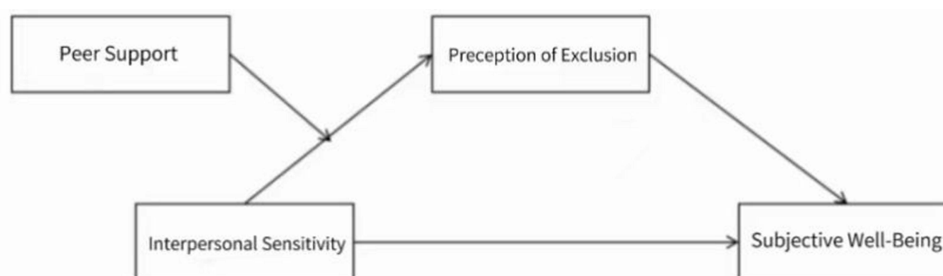 Peer Support
Preception of Exclusion
Interpersonal Sensitivity
Subjective Well-Being